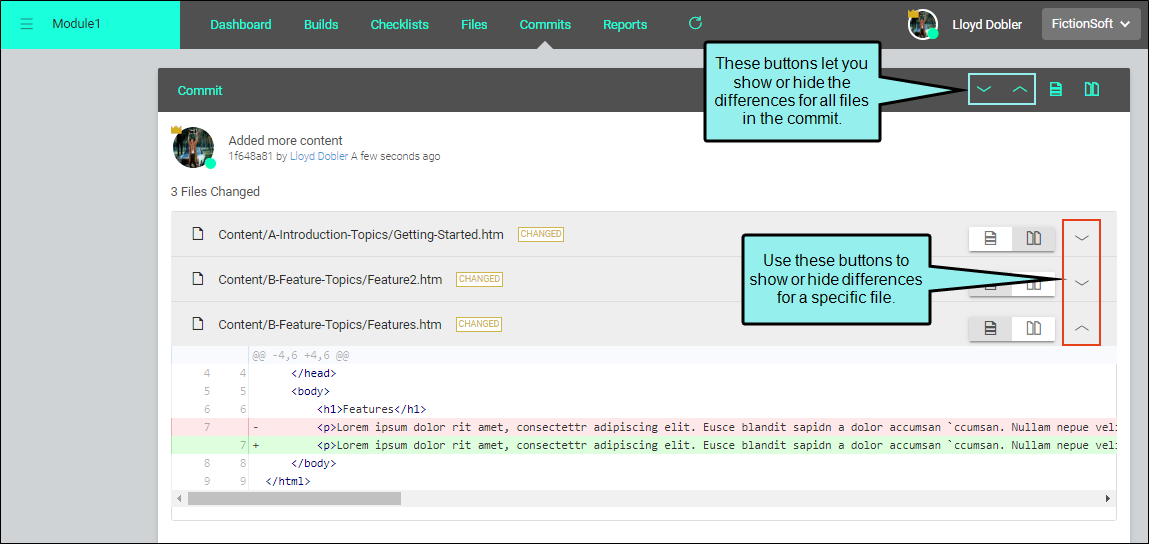 Module1
Dashboard Builds Checklists Files Commits Reports
Lloyd Dobler
FictionSoft
These buttons let you
show or hide the
differences for all files
in the commit.
Commit
Added more content
1f648a81 by Lloyd Dobler A few seconds ago
3 Files Changed
Content/A-Introduction-Topics/Getting-Started.htm CHANGED
Use these buttons to
show or hide differences
for a specific file.
Content/B-Feature-Topics/Feature2.htm CHANGED
Content/B-Feature-Topics/Features.htm CHANGED
@@ -4,6 +4,6 @@
4 4 </head>
5 5 <body>
6 6 <h1>Features</h1>
7 - <p>Lorem ipsum dolor rit amet, consectettr adipiscing elit. Eusce blandit sapidn a dolor accumsan `ccumsan. Nullam nepue veli
7 + <p>Lorem ipsum dolor rit amet, consectettr adipiscing elit. Eusce blandit sapidn a dolor accumsan `ccumsan. Nullam nepue veli
8 8 </body>
9 9 </html>